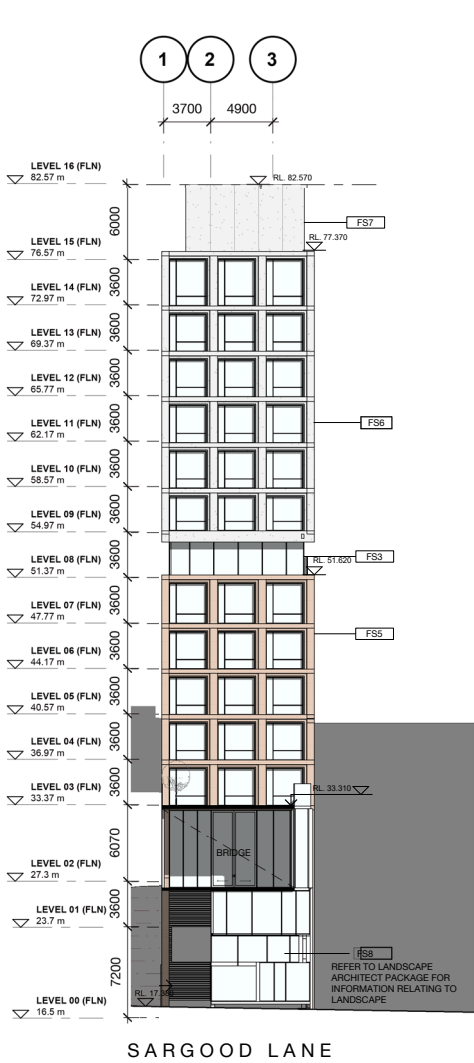 1 2 3
3700 4900
LEVEL 16 (FLN)
82.57 m
RL. 82.570
6000
FS7
LEVEL 15 (FLN)
76.57 m
RL. 77.370
3600
LEVEL 14 (FLN)
72.97 m
3600
LEVEL 13 (FLN)
69.37 m
3600
LEVEL 12 (FLN)
65.77 m
3600
LEVEL 11 (FLN)
62.17 m
FS6
3600
LEVEL 10 (FLN)
58.57 m
3600
LEVEL 09 (FLN)
54.97 m
3600
LEVEL 08 (FLN)
51.37 m
RL. 51.620
FS3
3600
LEVEL 07 (FLN)
47.77 m
FS5
3600
LEVEL 06 (FLN)
44.17 m
3600
LEVEL 05 (FLN)
40.57 m
3600
LEVEL 04 (FLN)
36.97 m
3600
LEVEL 03 (FLN)
33.37 m
RL. 33.310
6070
BRIDGE
LEVEL 02 (FLN)
27.3 m
3600
LEVEL 01 (FLN)
23.7 m
7200
FS8
REFER TO LANDSCAPE
ARCHITECT PACKAGE FOR
INFORMATION RELATING TO
LANDSCAPE
LEVEL 00 (FLN)
16.5 m
SARGOOD LANE